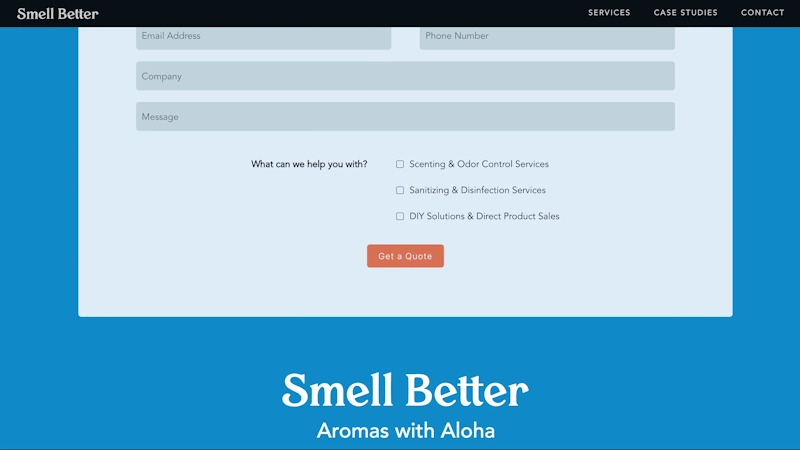 Smell Better
SERVICES CASE STUDIES CONTACT
Email Address Phone Number
Company
Message
What can we help you with? Scenting & Odor Control Services
Sanitizing & Disinfection Services
DIY Solutions & Direct Product Sales
Get a Quote
Smell Better
Aromas with Aloha